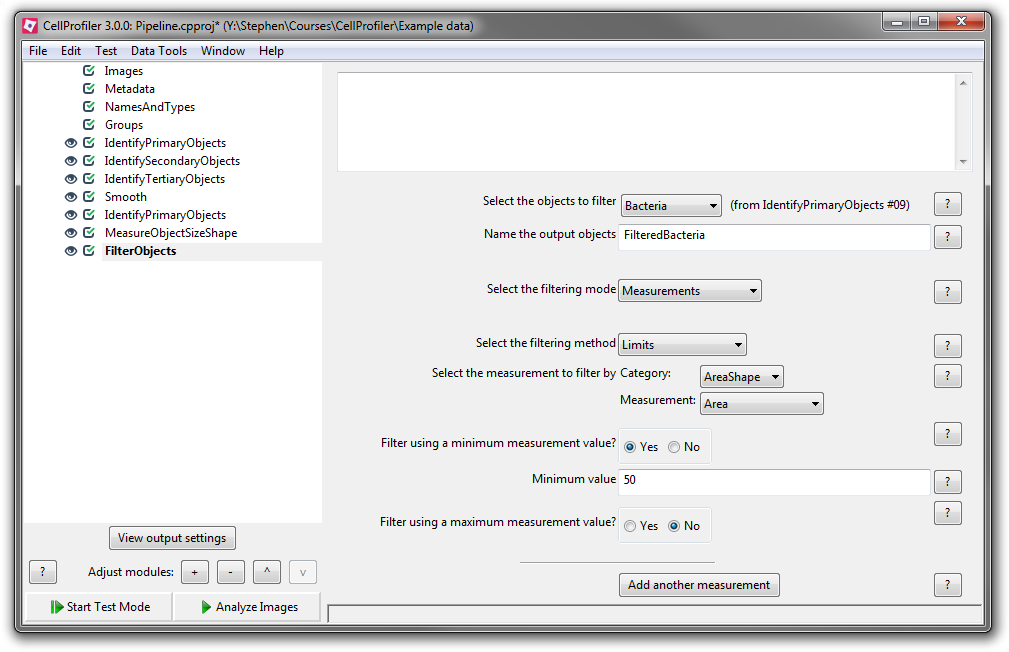 CellProfiler 3.0.0: Pipeline.cpproj* (Y:\Stephen\Courses\CellProfiler\Example data)
File Edit Test Data Tools Window Help
Images
Metadata
NamesAndTypes
Groups
IdentifyPrimaryObjects
IdentifySecondaryObjects
IdentifyTertiaryObjects
Smooth
IdentifyPrimaryObjects
MeasureObjectSizeShape
FilterObjects
View output settings
? Adjust modules: + - ^ v
Start Test Mode Analyze Images
Select the objects to filter Bacteria (from IdentifyPrimaryObjects #09) ?
Name the output objects FilteredBacteria ?
Select the filtering mode Measurements ?
Select the filtering method Limits ?
Select the measurement to filter by Category: AreaShape ?
Measurement: Area
Filter using a minimum measurement value? Yes No ?
Minimum value 50 ?
Filter using a maximum measurement value? Yes No ?
Add another measurement ?